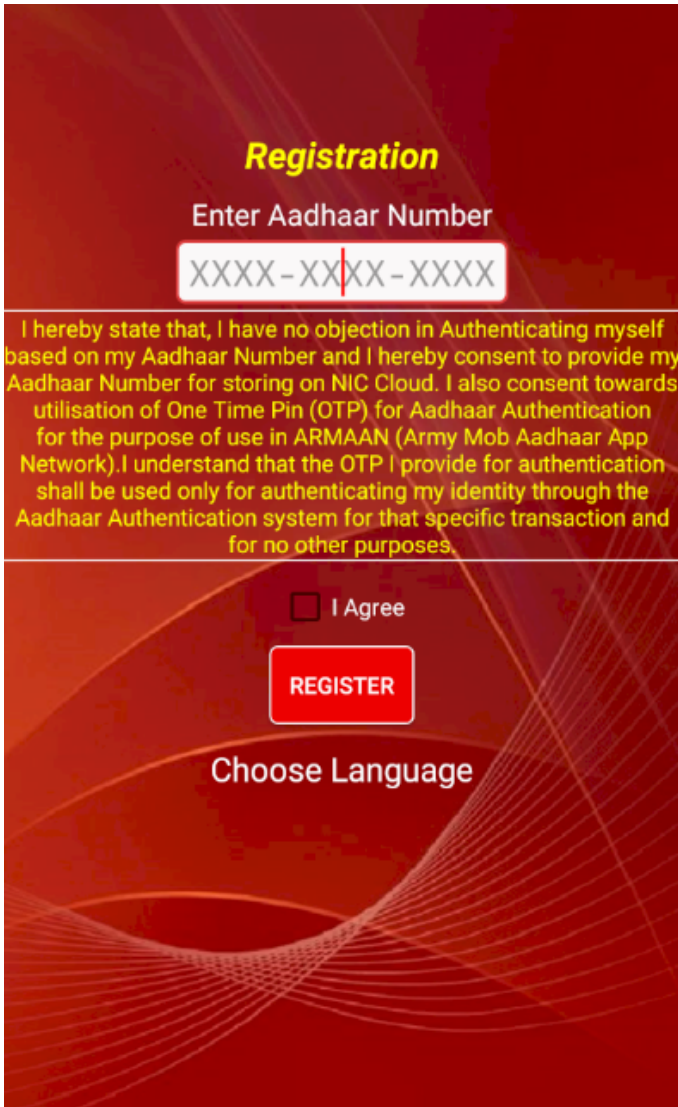 Registration
Enter Aadhaar Number
XXXX-XXXX-XXXX
I hereby state that, I have no objection in Authenticating myself
based on my Aadhaar Number and I hereby consent to provide my
Aadhaar Number for storing on NIC Cloud. I also consent towards
utilisation of One Time Pin (OTP) for Aadhaar Authentication
for the purpose of use in ARMAAN (Army Mob Aadhaar App
Network).I understand that the OTP I provide for authentication
shall be used only for authenticating my identity through the
Aadhaar Authentication system for that specific transaction and
for no other purposes.
I Agree
REGISTER
Choose Language